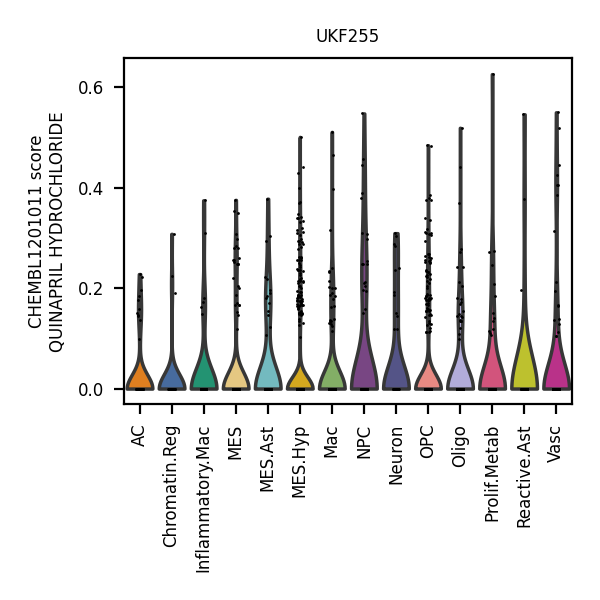 UKF255
CHEMBL1201011 score
QUINAPRIL HYDROCHLORIDE
0.6
0.4
0.2
0.0
AC
Chromatin.Reg
Inflammatory.Mac
MES
MES.Ast
MES.Hyp
Mac
NPC
Neuron
OPC
Oligo
Prolif.Metab
Reactive.Ast
Vasc